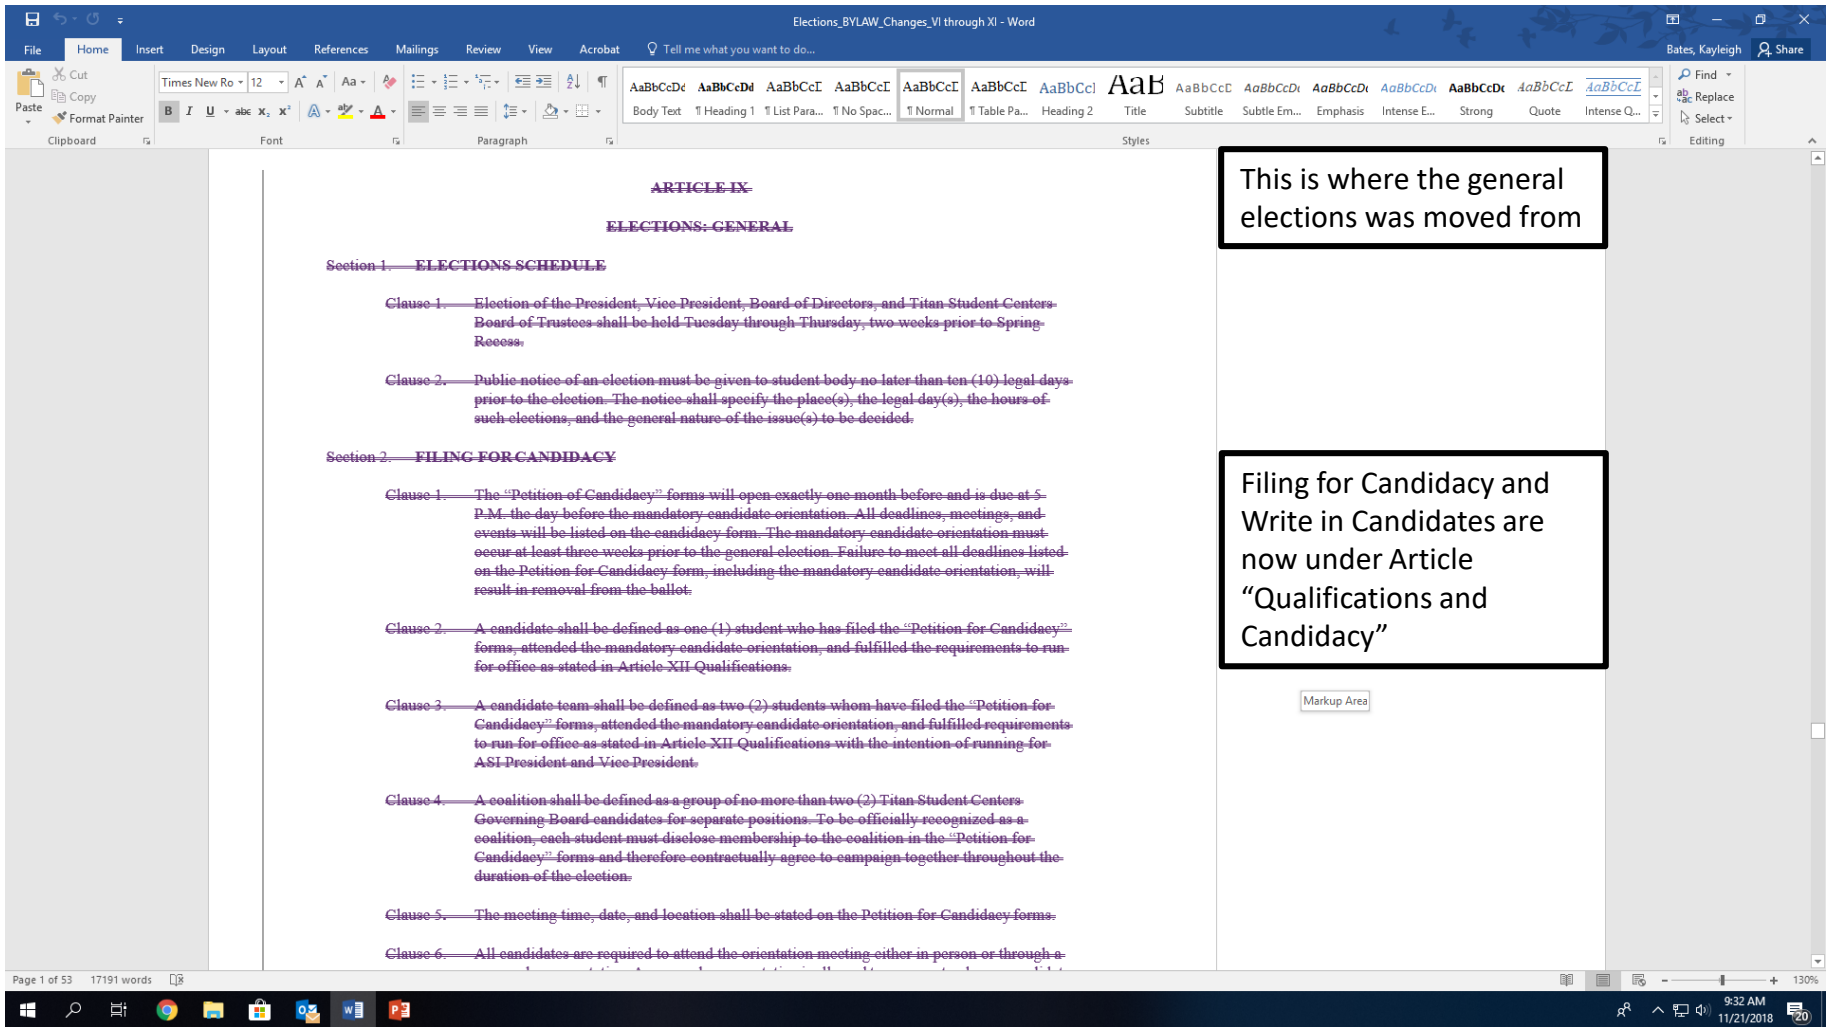 Elections_BYLAW_Changes_VI through XI - Word
File Home Insert Design Layout References Mailings Review View Acrobat Tell me what you want to do... Bates, Kayleigh Share
Cut
Copy
Paste
Format Painter
Times New Ro 12
Clipboard Font Paragraph Styles Editing
AaBbCcDd AaBbCcDd AaBbCcD AaBbCcD AaBbCcD AaBbCcD AaBbCcl AaB AaBbCcD AaBbCcDd AaBbCcDd AaBbCcDd AaBbCcDd AaBbCcD AaBbCcD
Body Text ¶ Heading 1 ¶ List Para... ¶ No Spac... ¶ Normal ¶ Table Pa... Heading 2 Title Subtitle Subtle Em... Emphasis Intense E... Strong Quote Intense Q...
Find
Replace
Select
ARTICLE IX
ELECTIONS: GENERAL
Section 1. ELECTIONS SCHEDULE
Clause 1. Election of the President, Vice President, Board of Directors, and Titan Student Centers
Board of Trustees shall be held Tuesday through Thursday, two weeks prior to Spring
Recess.
Clause 2. Public notice of an election must be given to student body no later than ten (10) legal days
prior to the election. The notice shall specify the place(s), the legal day(s), the hours of
such elections, and the general nature of the issue(s) to be decided.
Section 2. FILING FOR CANDIDACY
Clause 1. The “Petition of Candidacy” forms will open exactly one month before and is due at 5
P.M. the day before the mandatory candidate orientation. All deadlines, meetings, and
events will be listed on the candidacy form. The mandatory candidate orientation must
occur at least three weeks prior to the general election. Failure to meet all deadlines listed
on the Petition for Candidacy form, including the mandatory candidate orientation, will
result in removal from the ballot.
Clause 2. A candidate shall be defined as one (1) student who has filed the “Petition for Candidacy”
forms, attended the mandatory candidate orientation, and fulfilled the requirements to run
for office as stated in Article XII Qualifications.
Clause 3. A candidate team shall be defined as two (2) students whom have filed the “Petition for
Candidacy” forms, attended the mandatory candidate orientation, and fulfilled requirements
to run for office as stated in Article XII Qualifications with the intention of running for
ASI President and Vice President.
Clause 4. A coalition shall be defined as a group of no more than two (2) Titan Student Centers
Governing Board candidates for separate positions. To be officially recognized as a
coalition, each student must disclose membership to the coalition in the “Petition for
Candidacy” forms and therefore contractually agree to campaign together throughout the
duration of the election.
Clause 5. The meeting time, date, and location shall be stated on the Petition for Candidacy forms.
Clause 6. All candidates are required to attend the orientation meeting either in person or through a
This is where the general
elections was moved from
Filing for Candidacy and
Write in Candidates are
now under Article
“Qualifications and
Candidacy”
Markup Area
Page 1 of 53 17191 words 130%
9:32 AM
11/21/2018
20